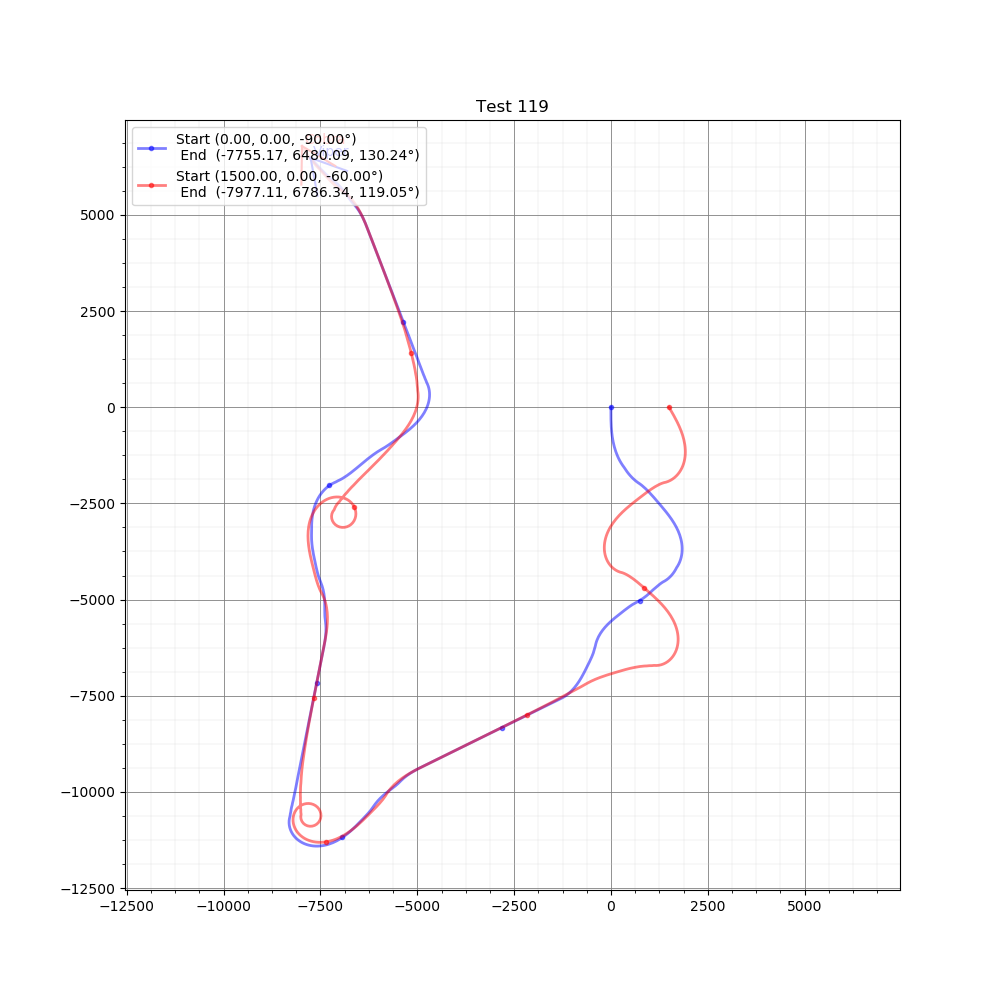 Test 119
Start (0.00, 0.00, -90.00°)
End (-7755.17, 6480.09, 130.24°)
Start (1500.00, 0.00, -60.00°)
End (-7977.11, 6786.34, 119.05°)
5000
2500
0
−2500
−5000
−7500
−10000
−12500
−12500 −10000 −7500 −5000 −2500 0 2500 5000